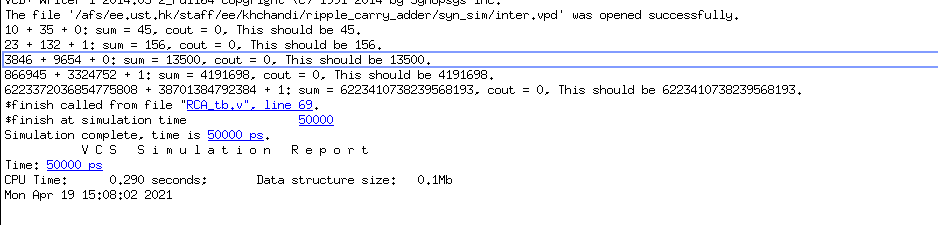 VCD+ Writer I-2014.03-2_Full64 Copyright (c) 1991-2014 by Synopsys Inc.
The file '/afs/ee.ust.hk/staff/ee/khchandi/ripple_carry_adder/syn_sim/inter.vpd' was opened successfully.
10 + 35 + 0: sum = 45, cout = 0, This should be 45.
23 + 132 + 1: sum = 156, cout = 0, This should be 156.
3846 + 9654 + 0: sum = 13500, cout = 0, This should be 13500.
866945 + 3324752 + 1: sum = 4191698, cout = 0, This should be 4191698.
6223372036854775808 + 38701384792384 + 1: sum = 6223410738239568193, cout = 0, This should be 6223410738239568193.
$finish called from file "RCA_tb.v", line 69.
$finish at simulation time 50000
Simulation complete, time is 50000 ps.
V C S S i m u l a t i o n R e p o r t
Time: 50000 ps
CPU Time: 0.290 seconds; Data structure size: 0.1Mb
Mon Apr 19 15:08:02 2021